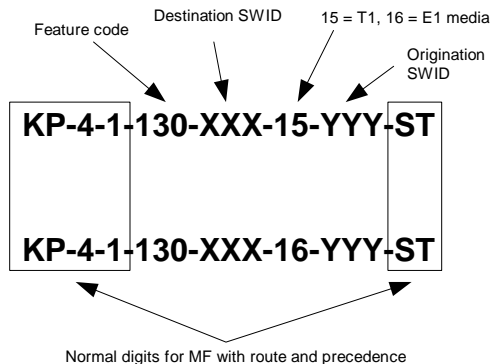 Destination SWID
15 = T1, 16 = E1 media
Feature code
Origination
SWID
KP-4-1-130-XXX-15-YYY-ST
KP-4-1-130-XXX-16-YYY-ST
Normal digits for MF with route and precedence